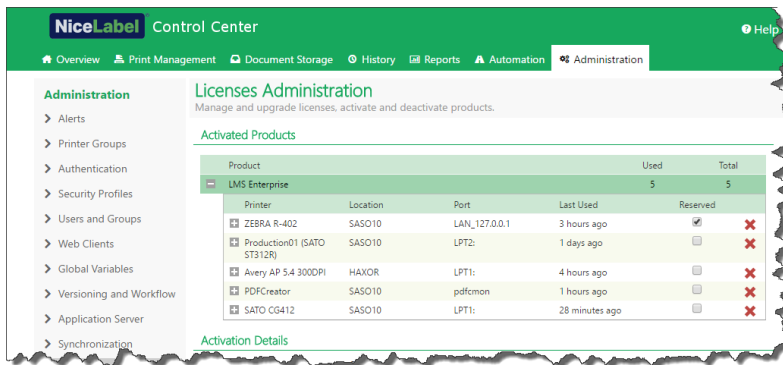 NiceLabel Control Center
Help
Overview Print Management Document Storage History Reports Automation Administration
Administration
Alerts
Printer Groups
Authentication
Security Profiles
Users and Groups
Web Clients
Global Variables
Versioning and Workflow
Application Server
Synchronization
Licenses Administration
Manage and upgrade licenses, activate and deactivate products.
Activated Products
Product Used Total
LMS Enterprise 5 5
Printer Location Port Last Used Reserved
ZEBRA R-402 SASO10 LAN_127.0.0.1 3 hours ago
Production01 (SATO SASO10 LPT2: 1 days ago
ST312R)
Avery AP 5.4 300DPI HAXOR LPT1: 4 hours ago
PDFCreator SASO10 pdfcmon 1 hours ago
SATO CG412 SASO10 LPT1: 28 minutes ago
Activation Details